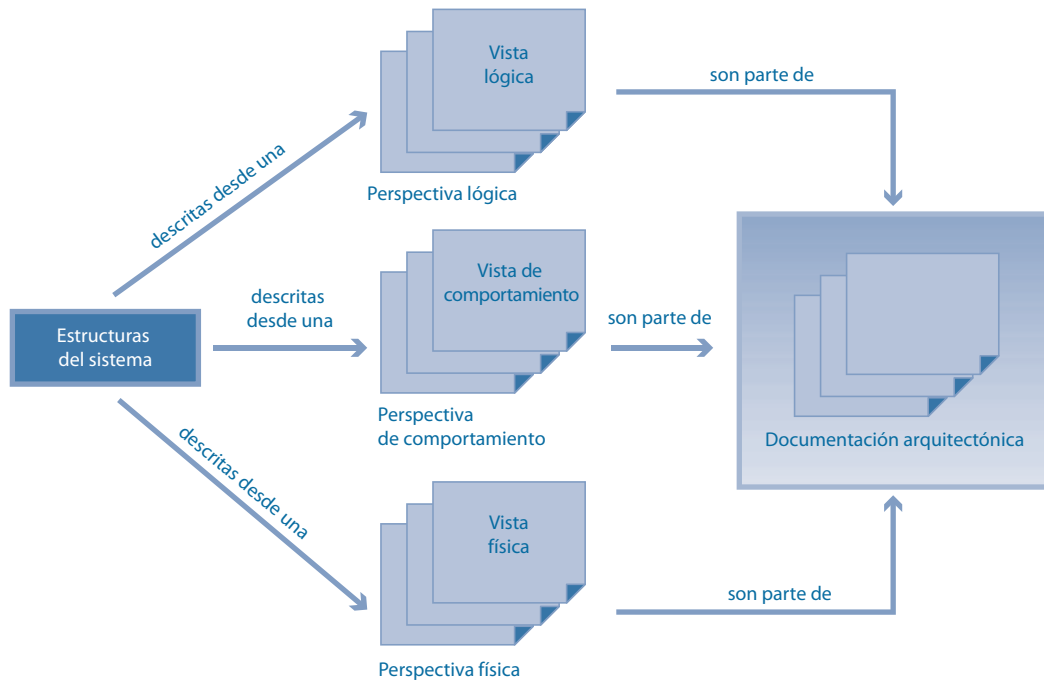 Vista
lógica
son parte de
descritas desde una
Perspectiva lógica
Vista de
comportamiento
descritas
desde una
son parte de
Estructuras
del sistema
Perspectiva
de comportamiento
Documentación arquitectónica
descritas desde una
Vista
física
son parte de
Perspectiva física